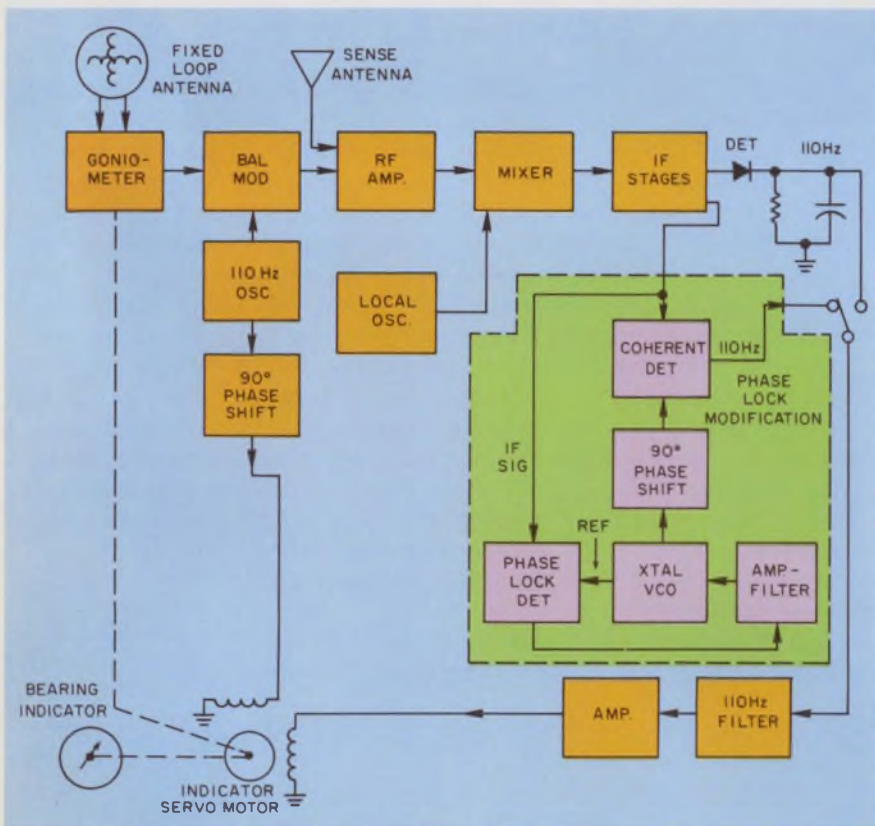 FIXED
LOOP
ANTENNA
SENSE
ANTENNA
GONIO-
METER
BAL
MOD
RF
AMP.
MIXER
IF
STAGES
DET
110Hz
110 Hz
OSC.
LOCAL
OSC.
90°
PHASE
SHIFT
COHERENT
DET
110Hz
PHASE
LOCK
MODIFICATION
IF
SIG
90°
PHASE
SHIFT
REF
PHASE
LOCK
DET
XTAL
VCO
AMP-
FILTER
BEARING
INDICATOR
INDICATOR
SERVO MOTOR
AMP.
110Hz
FILTER